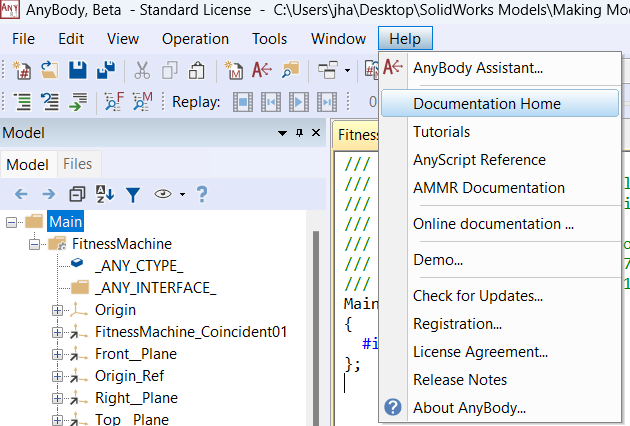 AnyBody, Beta - Standard License - C:\Users\jha\Desktop\SolidWorks Models\Making Mo
File Edit View Operation Tools Window Help
Replay:
0
Model
Model Files
Main
FitnessMachine
_ANY_CTYPE_
_ANY_INTERFACE_
Origin
FitnessMachine_Coincident01
Front__Plane
Origin_Ref
Right__Plane
Top__Plane
Fitness
///
///
///
///
///
///
///
///
Main
{
#i
};
AnyBody Assistant...
Documentation Home
Tutorials
AnyScript Reference
AMMR Documentation
Online documentation ...
Demo...
Check for Updates...
Registration...
License Agreement...
Release Notes
About AnyBody...